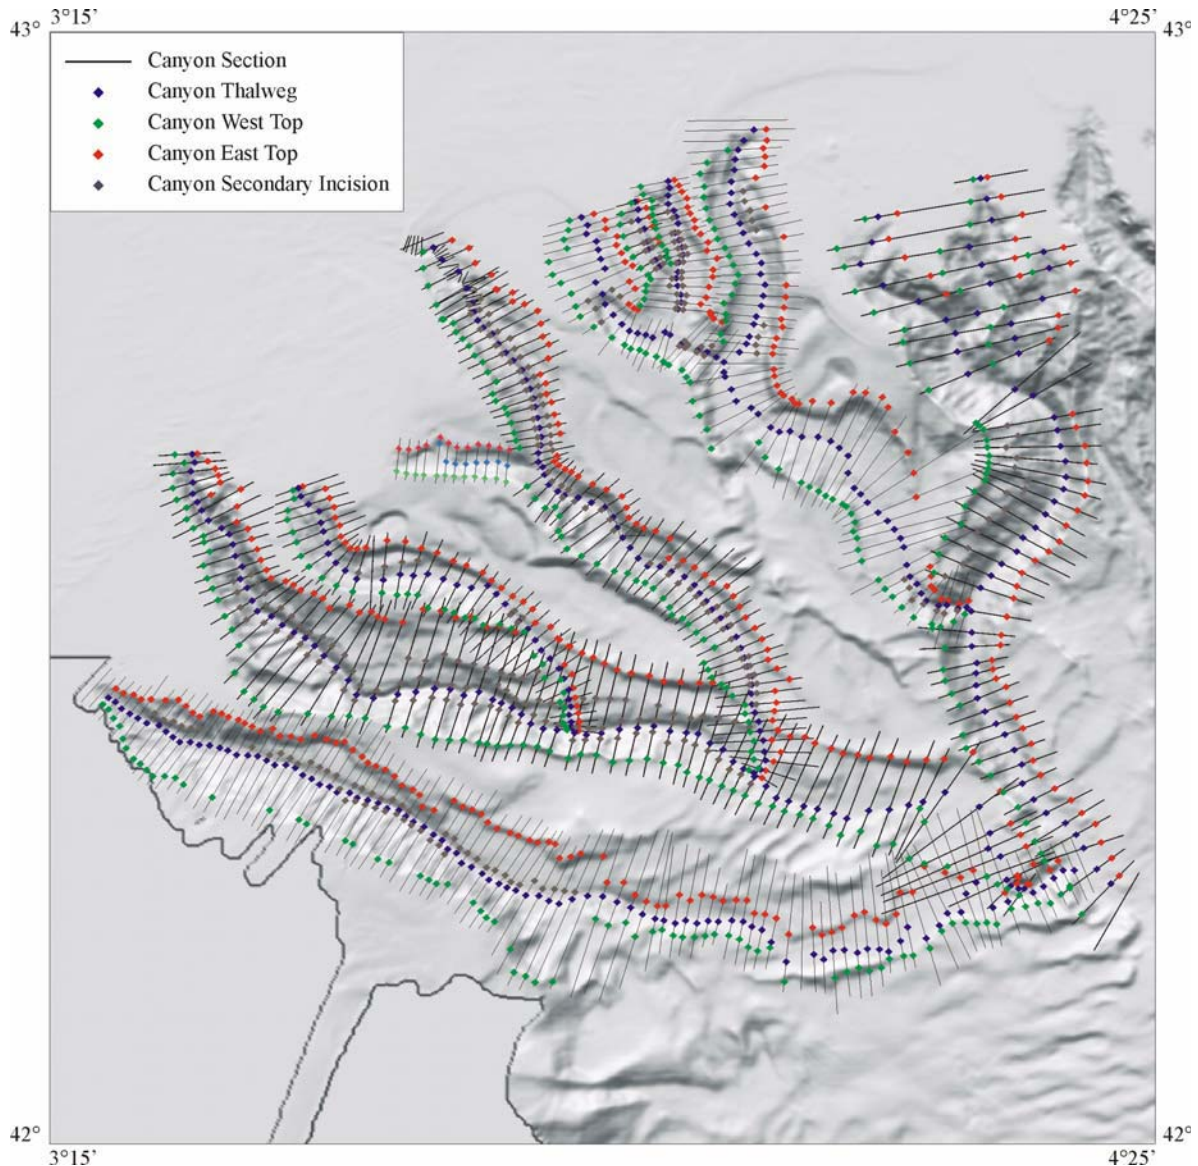 3°15’ 4°25’
43° 43°
Canyon Section
Canyon Thalweg
Canyon West Top
Canyon East Top
Canyon Secondary Incision
42° 42°
3°15’ 4°25’